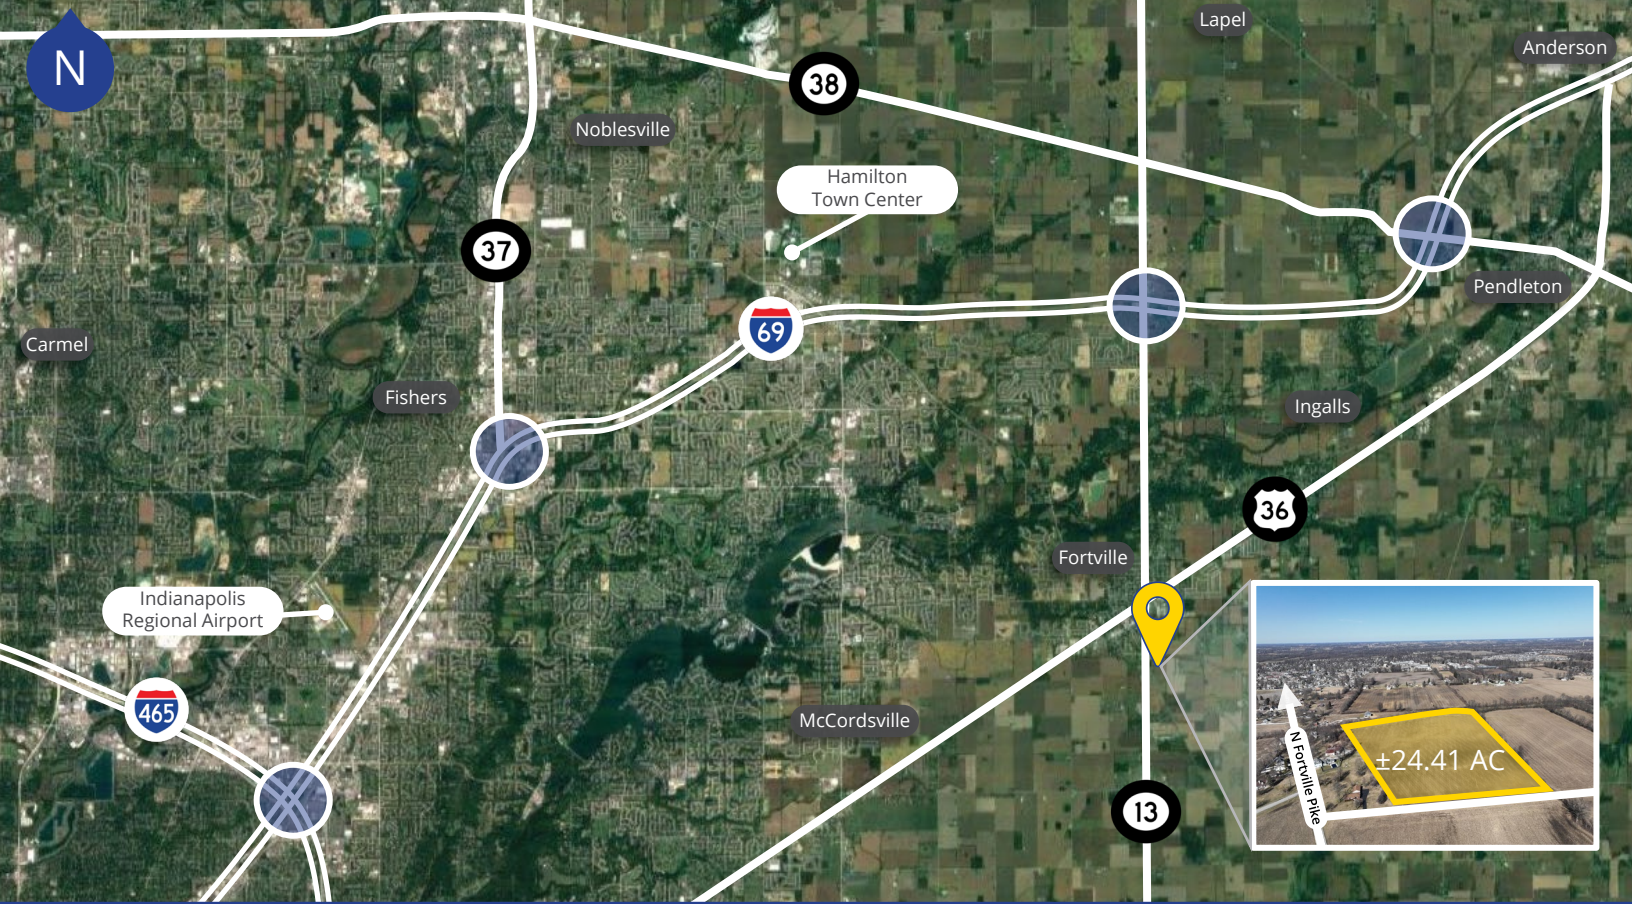 N
Lapel
Anderson
38
Noblesville
Hamilton
Town Center
37
Pendleton
69
Carmel
Fishers
Ingalls
36
Fortville
Indianapolis
Regional Airport
465
McCordsville
13
N Fortville Pike
±24.41 AC